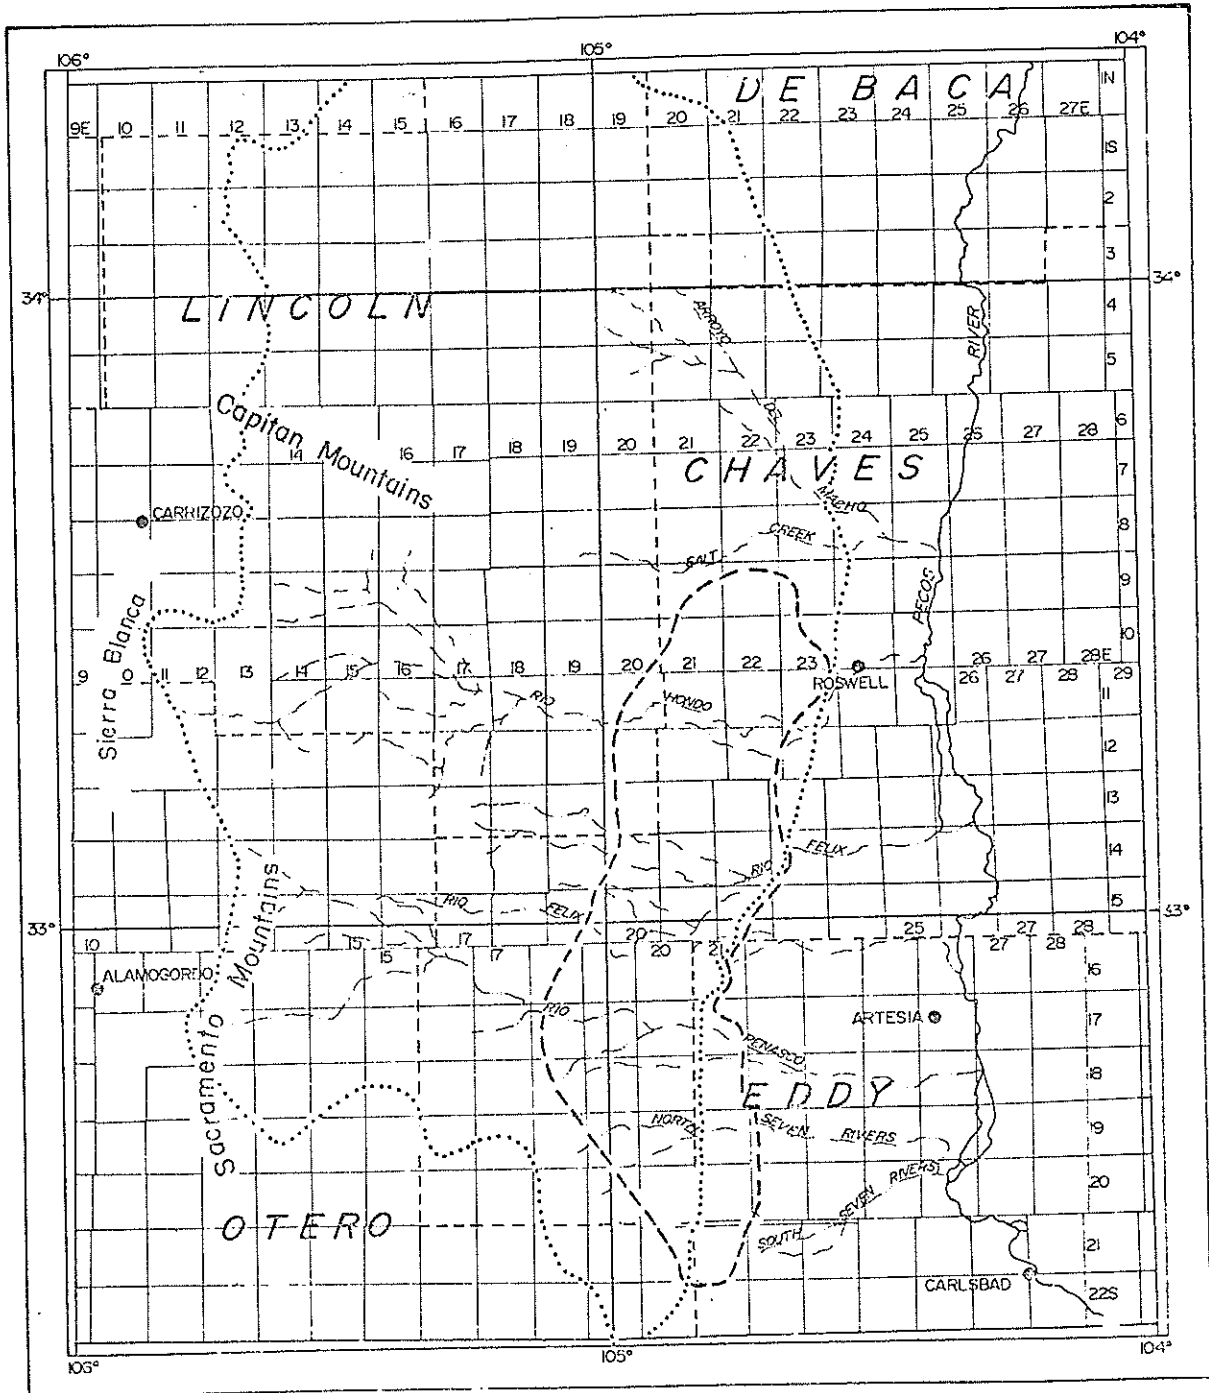 106° 105° 104°
DE BACA
9E 10 11 12 13 14 15 16 17 18 19 20 21 22 23 24 25 26 27E
IN
IS
2
3
34° 34°
LINCOLN
4
ARROYO
RIVER
5
DEL
6
Capitan Mountains
14 16 17 18 19 20 21 22 23 24 25 26 27 28
CHAVES
7
MACHO
CARRIZOZO
8
SALT CREEK
9
PECOS
Sierra Blanca
10
9 10 11 12 13 14 15 16 17 18 19 20 21 22 23
26 27 28E
ROSWELL
26 27 28 29
RIO HONDO
11
12
13
RIO FELIX
14
RIO FELIX
15
33° 33°
10 15 17 17 20 20 21 25 27 27 28 28
ALAMOGORDO
16
Sacramento Mountains
RIO PENASCO
ARTESIA
17
18
EDDY
NORTH SEVEN RIVERS
19
SOUTH SEVEN RIVERS
20
OTERO
21
CARLSBAD
22S
105° 104°